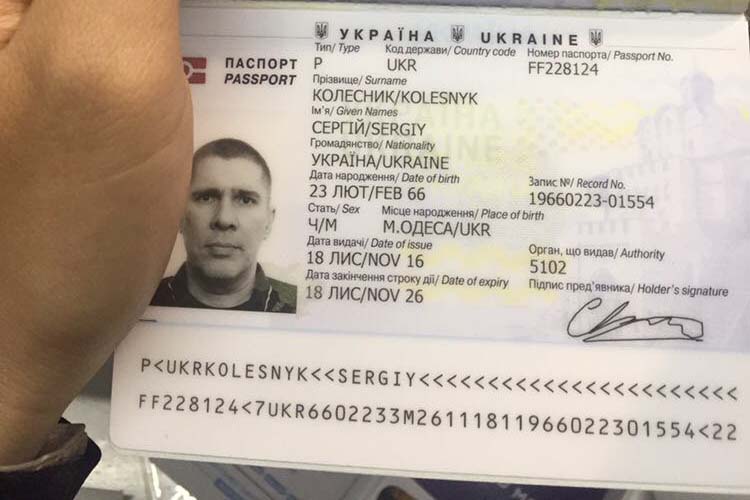 УКРАЇНА UKRAINE
ПАСПОРТ
PASSPORT
Тип/ Type Код держави/ Country code Номер паспорта/ Passport No.
P UKR FF228124
Прізвище/ Surname
КОЛЕСНИК/KOLESNYK
Ім'я/ Given Names
СЕРГІЙ/SERGIY
Громадянство/ Nationality
УКРАЇНА/UKRAINE
Дата народження/ Date of birth Запис №/ Record No.
23 ЛЮТ/FEB 66 19660223-01554
Стать/ Sex Місце народження/ Place of birth
Ч/M М.ОДЕСА/UKR
Дата видачі/ Date of issue Орган, що видав/ Authority
18 ЛИС/NOV 16 5102
Дата закінчення строку дії/ Date of expiry Підпис пред'явника/ Holder's signature
18 ЛИС/NOV 26
P<UKRKOLESNYK<<SERGIY<<<<<<<<<<<<<<<<<<<<<<<
FF228124<7UKR6602233M26111811966022301554<22